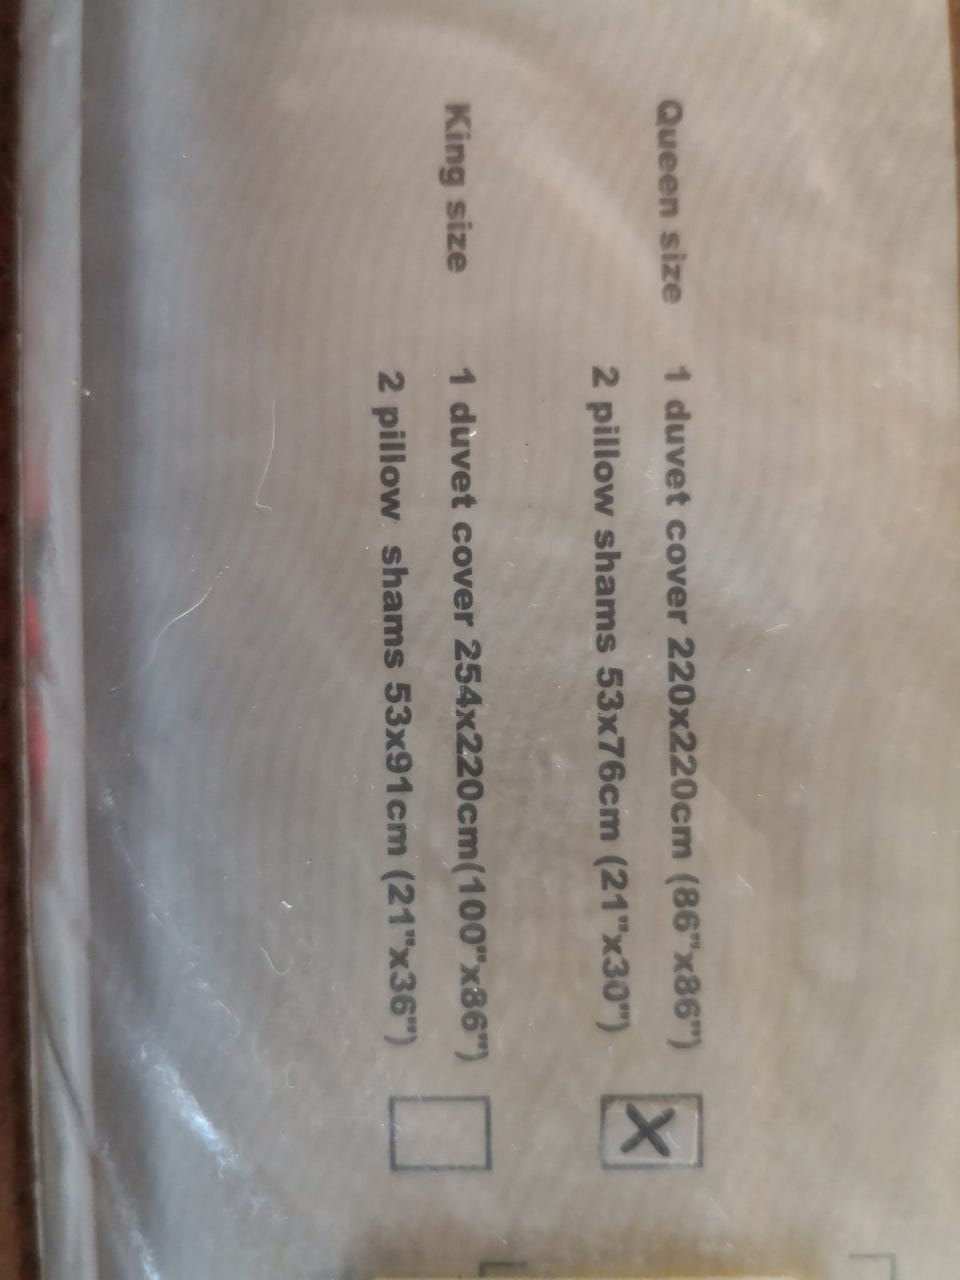 Queen size 1 duvet cover 220x220cm (86"x86")
2 pillow shams 53x76cm (21"x30")
X
King size 1 duvet cover 254x220cm(100"x86")
2 pilllow shams 53x91cm (21"x36")